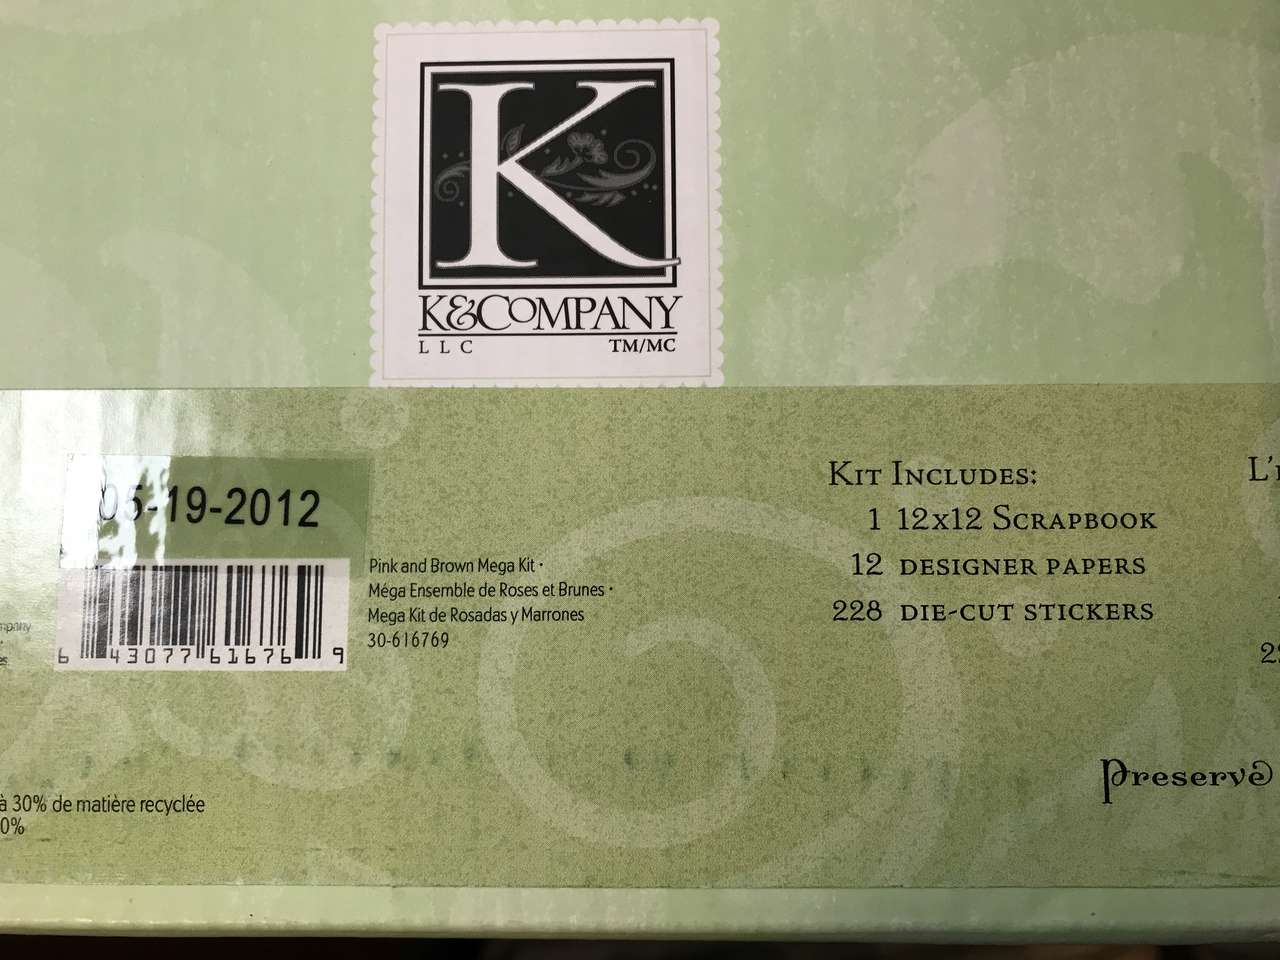 K
K&COMPANY
LLC TM/MC
05-19-2012
6 43077 61676 9
Pink and Brown Mega Kit •
Méga Ensemble de Roses et Brunes •
Mega Kit de Rosadas y Marrones
30-616769
KIT INCLUDES:
1 12x12 SCRAPBOOK
12 DESIGNER PAPERS
228 DIE-CUT STICKERS
Preserve
à 30% de matière recyclée
0%